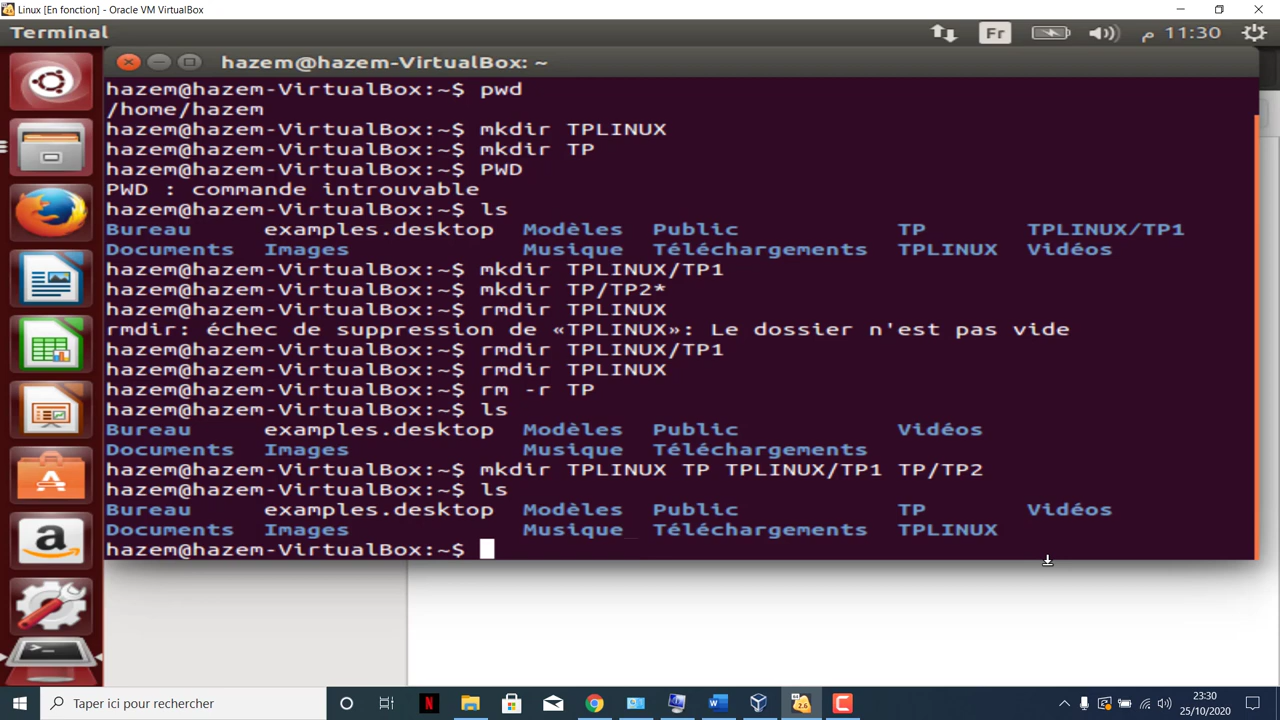 Linux [En fonction] - Oracle VM VirtualBox
Terminal
Fr
م 11:30
hazem@hazem-VirtualBox: ~
hazem@hazem-VirtualBox:~$ pwd
/home/hazem
hazem@hazem-VirtualBox:~$ mkdir TPLINUX
hazem@hazem-VirtualBox:~$ mkdir TP
hazem@hazem-VirtualBox:~$ PWD
PWD : commande introuvable
hazem@hazem-VirtualBox:~$ ls
Bureau examples.desktop Modèles Public TP TPLINUX/TP1
Documents Images Musique Téléchargements TPLINUX Vidéos
hazem@hazem-VirtualBox:~$ mkdir TPLINUX/TP1
hazem@hazem-VirtualBox:~$ mkdir TP/TP2*
hazem@hazem-VirtualBox:~$ rmdir TPLINUX
rmdir: échec de suppression de «TPLINUX»: Le dossier n'est pas vide
hazem@hazem-VirtualBox:~$ rmdir TPLINUX/TP1
hazem@hazem-VirtualBox:~$ rmdir TPLINUX
hazem@hazem-VirtualBox:~$ rm -r TP
hazem@hazem-VirtualBox:~$ ls
Bureau examples.desktop Modèles Public Vidéos
Documents Images Musique Téléchargements
hazem@hazem-VirtualBox:~$ mkdir TPLINUX TP TPLINUX/TP1 TP/TP2
hazem@hazem-VirtualBox:~$ ls
Bureau examples.desktop Modèles Public TP Vidéos
Documents Images Musique Téléchargements TPLINUX
hazem@hazem-VirtualBox:~$
Taper ici pour rechercher
23:30
25/10/2020